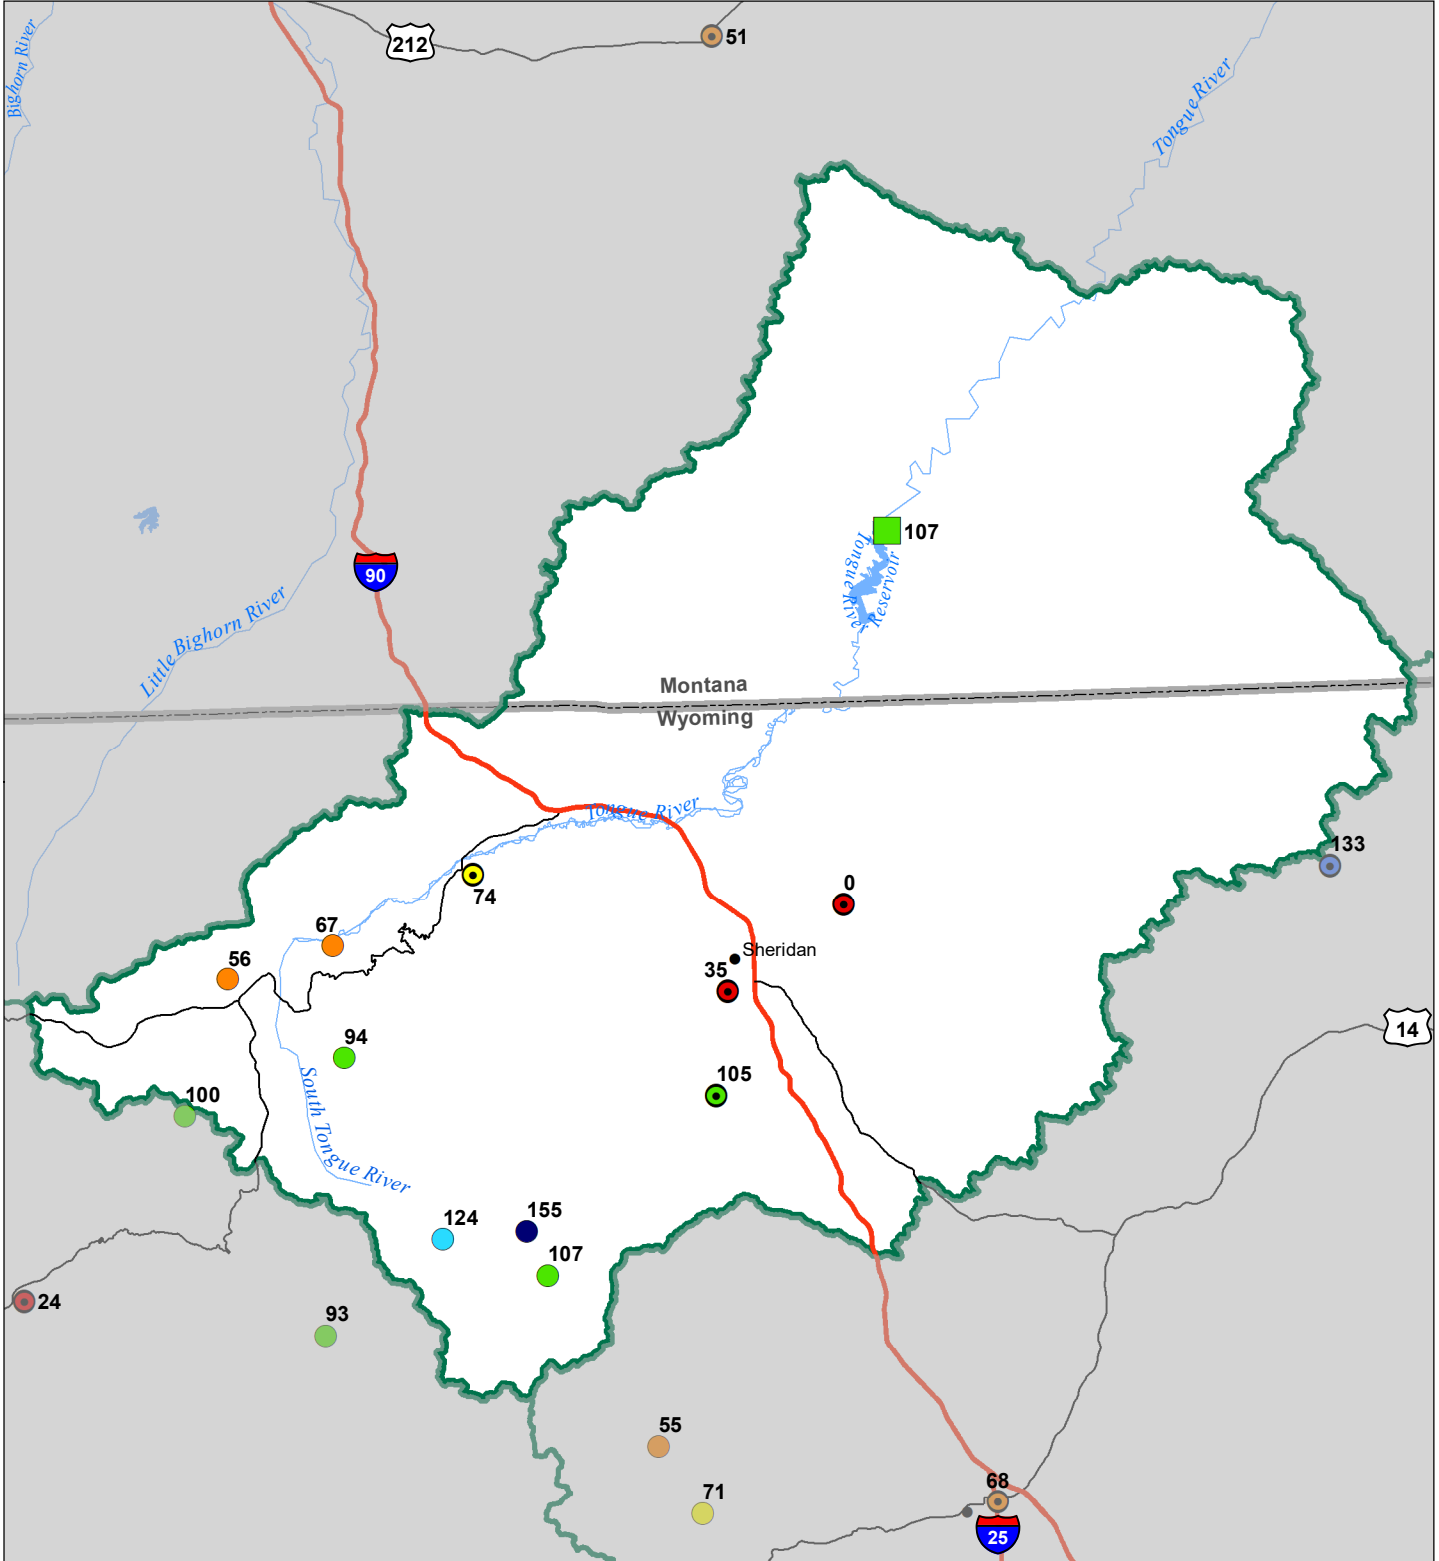 Bighorn River
212
51
Tongue River
107
Tongue River
Reservoir
90
Little Bighorn River
Montana
Wyoming
Tongue River
133
74
0
67
Sheridan
56
35
14
94
105
100
South Tongue River
124
155
107
24
93
55
71
68
25